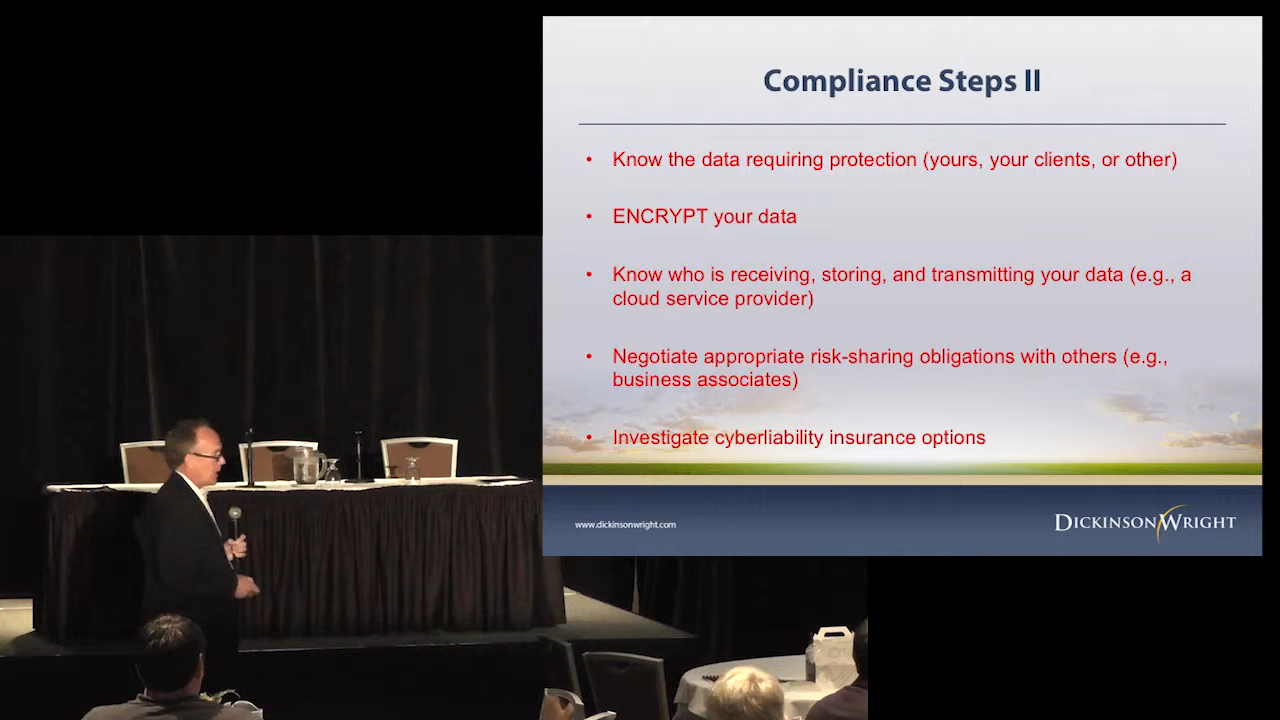 Compliance Steps II
• Know the data requiring protection (yours, your clients, or other)
• ENCRYPT your data
• Know who is receiving, storing, and transmitting your data (e.g., a
cloud service provider)
• Negotiate appropriate risk-sharing obligations with others (e.g.,
business associates)
• Investigate cyberliability insurance options
www.dickinsonwright.com
DICKINSON WRIGHT